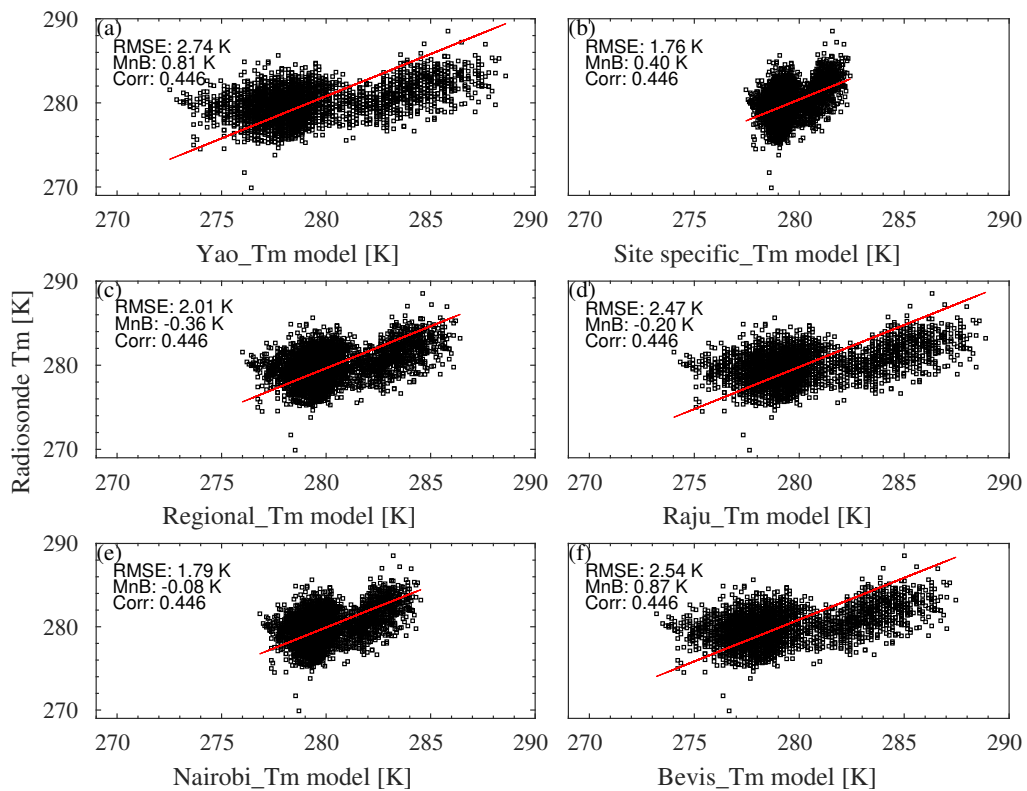 (a)
RMSE: 2.74 K
MnB: 0.81 K
Corr: 0.446
290
280
270
270 275 280 285 290
Yao_Tm model [K]
(b)
RMSE: 1.76 K
MnB: 0.40 K
Corr: 0.446
270 275 280 285 290
Site specific_Tm model [K]
Radiosonde Tm [K]
(c)
RMSE: 2.01 K
MnB: -0.36 K
Corr: 0.446
290
280
270
270 275 280 285 290
Regional_Tm model [K]
(d)
RMSE: 2.47 K
MnB: -0.20 K
Corr: 0.446
270 275 280 285 290
Raju_Tm model [K]
(e)
RMSE: 1.79 K
MnB: -0.08 K
Corr: 0.446
290
280
270
270 275 280 285 290
Nairobi_Tm model [K]
(f)
RMSE: 2.54 K
MnB: 0.87 K
Corr: 0.446
270 275 280 285 290
Bevis_Tm model [K]